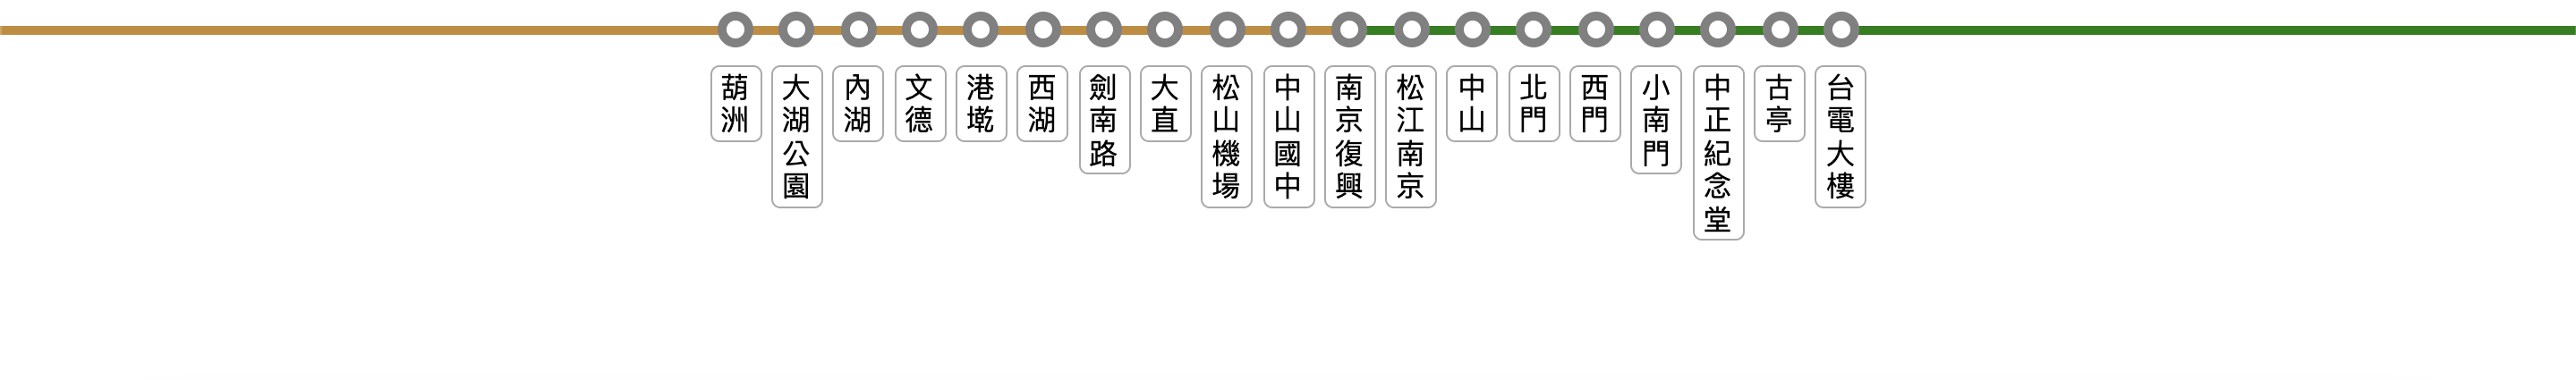 葫洲
大湖公園
內湖
文德
港墘
西湖
劍南路
大直
松山機場
中山國中
南京復興
松江南京
中山
北門
西門
小南門
中正紀念堂
古亭
台電大樓